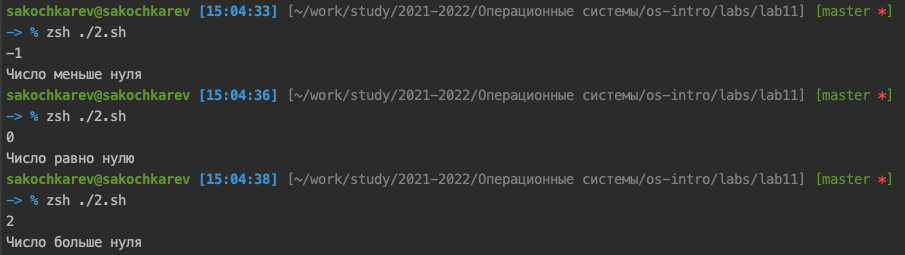 sakochkarev@sakochkarev [15:04:33] [~/work/study/2021-2022/Операционные системы/os-intro/labs/lab11] [master *]
-> % zsh ./2.sh
-1
Число меньше нуля
sakochkarev@sakochkarev [15:04:36] [~/work/study/2021-2022/Операционные системы/os-intro/labs/lab11] [master *]
-> % zsh ./2.sh
0
Число равно нулю
sakochkarev@sakochkarev [15:04:38] [~/work/study/2021-2022/Операционные системы/os-intro/labs/lab11] [master *]
-> % zsh ./2.sh
2
Число больше нуля